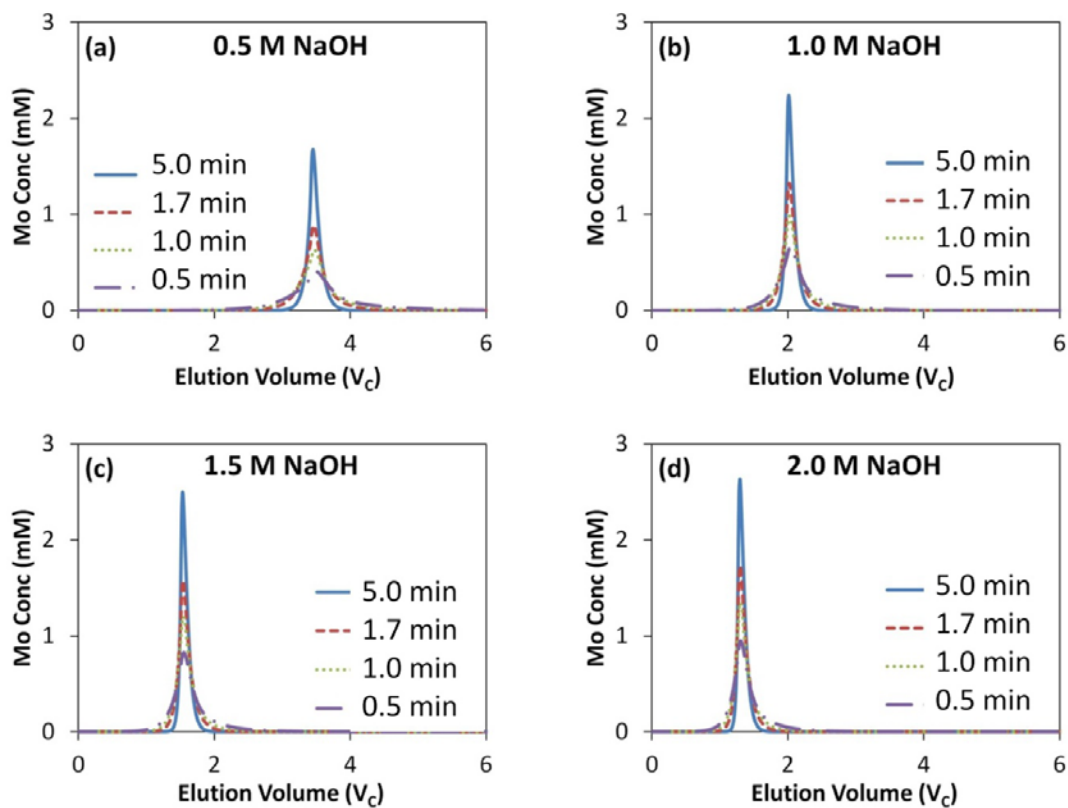 (a) 0.5 M NaOH
3
2
1
0
Mo Conc (mM)
5.0 min
1.7 min
1.0 min
0.5 min
0 2 4 6
Elution Volume (V_C)
(b) 1.0 M NaOH
3
2
1
0
Mo Conc (mM)
5.0 min
1.7 min
1.0 min
0.5 min
0 2 4 6
Elution Volume (V_C)
(c) 1.5 M NaOH
3
2
1
0
Mo Conc (mM)
5.0 min
1.7 min
1.0 min
0.5 min
0 2 4 6
Elution Volume (V_C)
(d) 2.0 M NaOH
3
2
1
0
Mo Conc (mM)
5.0 min
1.7 min
1.0 min
0.5 min
0 2 4 6
Elution Volume (V_C)